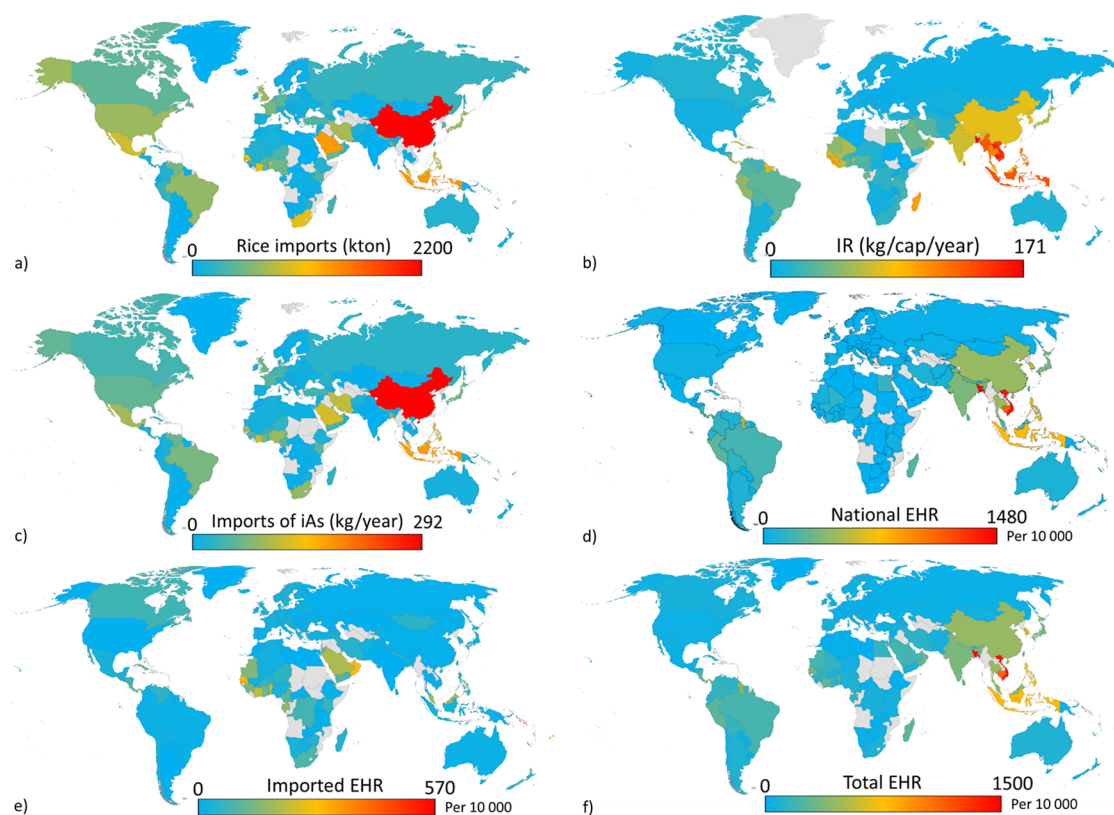 0 Rice imports (kton) 2200
a)
0 IR (kg/cap/year) 171
b)
0 Imports of iAs (kg/year) 292
c)
0 National EHR 1480
d) Per 10 000
0 Imported EHR 570
e) Per 10 000
0 Total EHR 1500
f) Per 10 000